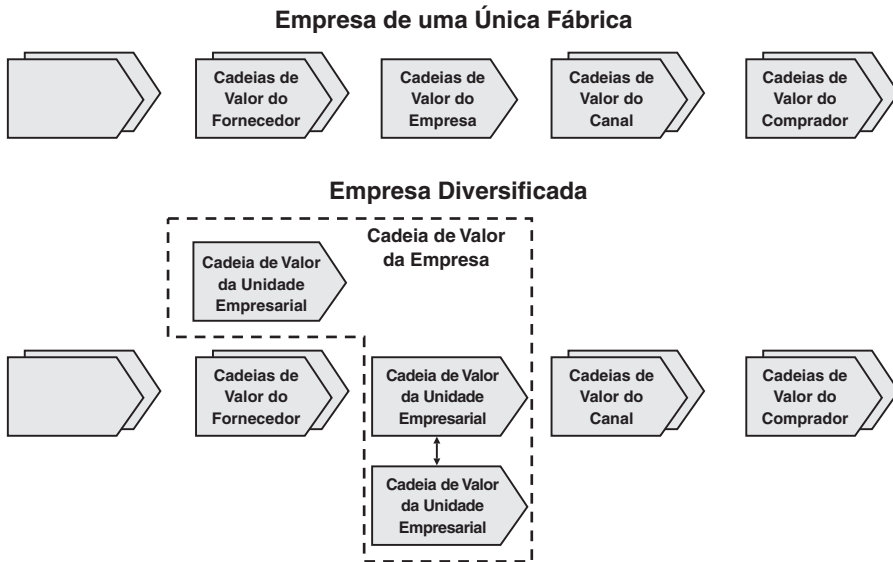 Empresa de uma Única Fábrica
Cadeias de
Valor do
Fornecedor
Cadeias de
Valor do
Empresa
Cadeias de
Valor do
Canal
Cadeias de
Valor do
Comprador
Empresa Diversificada
Cadeia de Valor
da Empresa
Cadeia de Valor
da Unidade
Empresarial
Cadeias de
Valor do
Fornecedor
Cadeia de Valor
da Unidade
Empresarial
Cadeias de
Valor do
Canal
Cadeias de
Valor do
Comprador
Cadeia de Valor
da Unidade
Empresarial